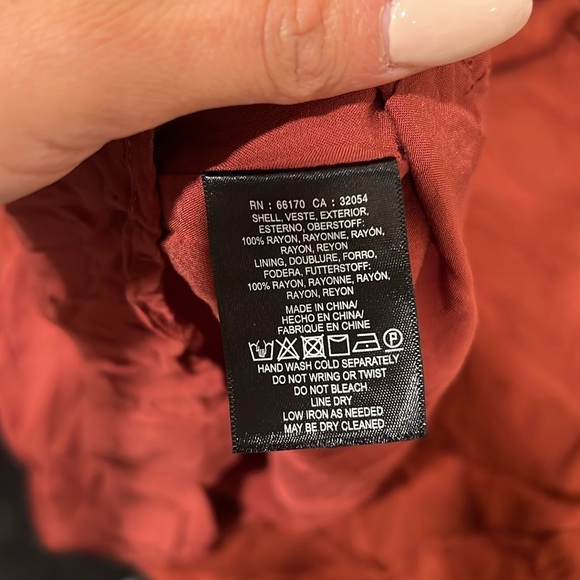 RN : 66170 CA : 32054
SHELL, VESTE, EXTERIOR,
ESTERNO, OBERSTOFF:
100% RAYON, RAYONNE, RAYÓN,
RAYON, REYON
LINING, DOUBLURE, FORRO,
FODERA, FUTTERSTOFF:
100% RAYON, RAYONNE, RAYÓN,
RAYON, REYON
MADE IN CHINA/
HECHO EN CHINA/
FABRIQUE EN CHINE
P
HAND WASH COLD SEPARATELY
DO NOT WRING OR TWIST
DO NOT BLEACH
LINE DRY
LOW IRON AS NEEDED
MAY BE DRY CLEANED